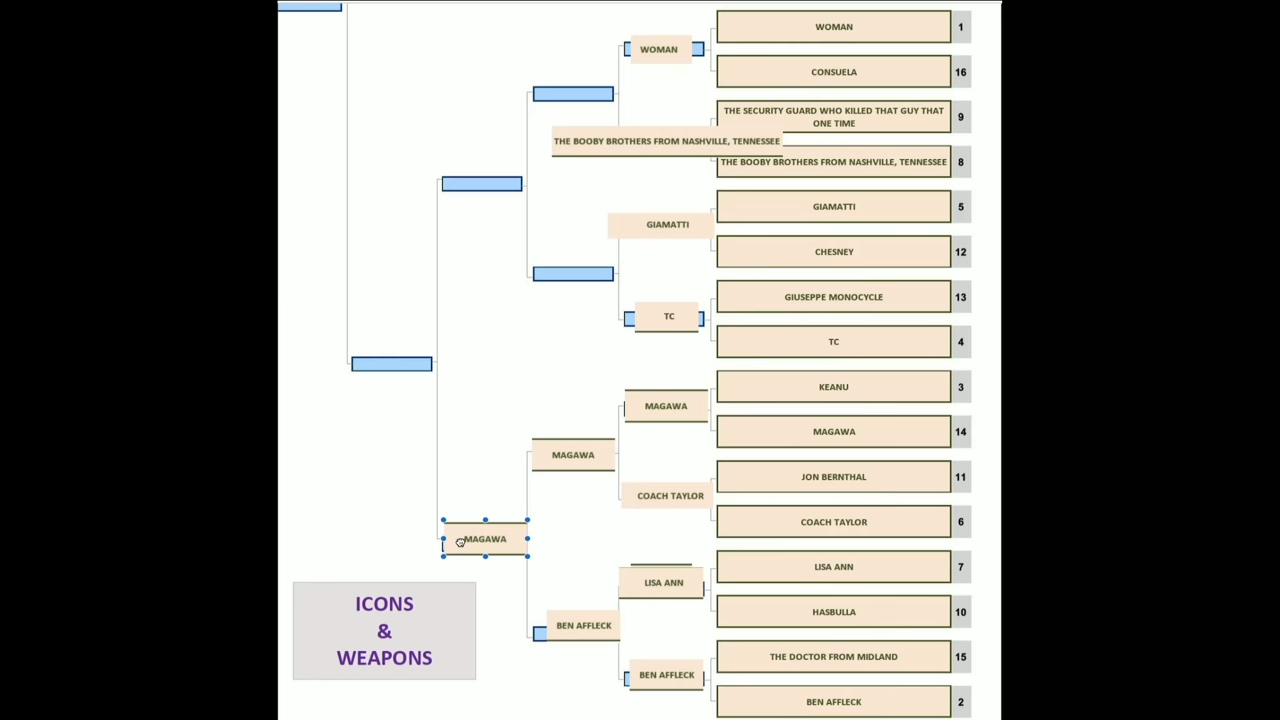 WOMAN
1
CONSUELA
16
THE SECURITY GUARD WHO KILLED THAT GUY THAT
ONE TIME
9
THE BOOBY BROTHERS FROM NASHVILLE, TENNESSEE
8
GIAMATTI
5
CHESNEY
12
GIUSEPPE MONOCYCLE
13
TC
4
KEANU
3
MAGAWA
14
JON BERNTHAL
11
COACH TAYLOR
6
LISA ANN
7
HASBULLA
10
THE DOCTOR FROM MIDLAND
15
BEN AFFLECK
2
WOMAN
THE BOOBY BROTHERS FROM NASHVILLE, TENNESSEE
GIAMATTI
TC
MAGAWA
COACH TAYLOR
LISA ANN
BEN AFFLECK
MAGAWA
BEN AFFLECK
MAGAWA
ICONS
&
WEAPONS